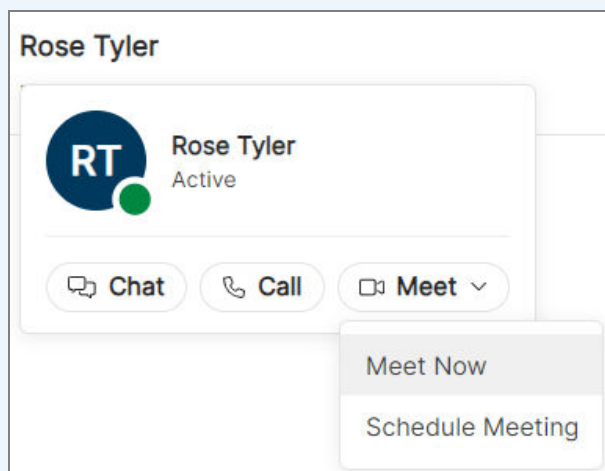 Rose Tyler
RT
Rose Tyler
Active
Chat Call Meet
Meet Now
Schedule Meeting